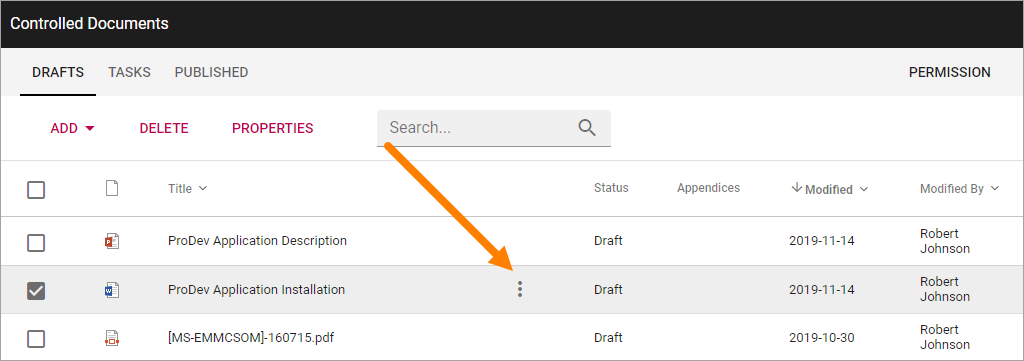 Controlled Documents
DRAFTS TASKS PUBLISHED PERMISSION
ADD DELETE PROPERTIES Search...
Title Status Appendices Modified Modified By
ProDev Application Description Draft 2019-11-14 Robert
Johnson
ProDev Application Installation Draft 2019-11-14 Robert
Johnson
[MS-EMMCSOM]-160715.pdf Draft 2019-10-30 Robert
Johnson